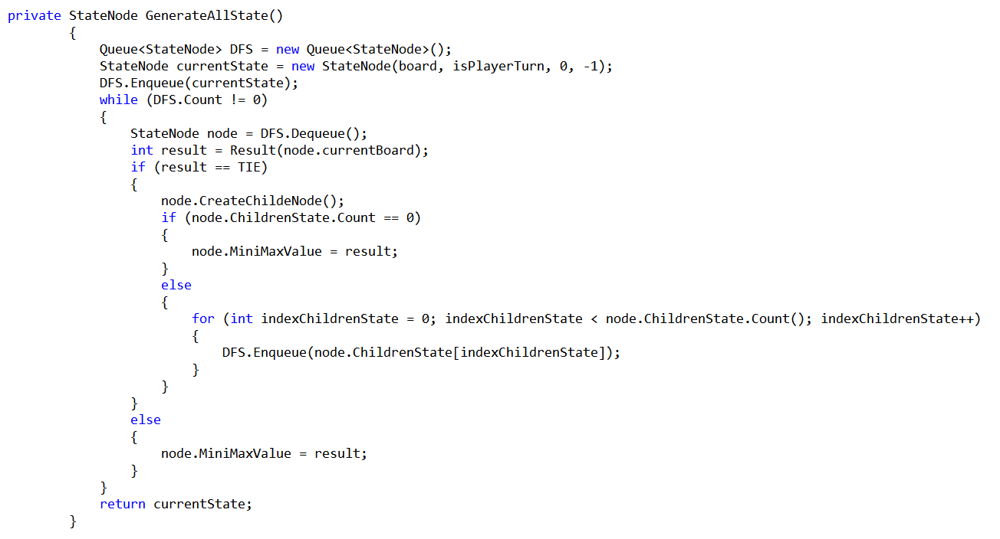 private StateNode GenerateAllState()
{
Queue<StateNode> DFS = new Queue<StateNode>();
StateNode currentState = new StateNode(board, isPlayerTurn, 0, -1);
DFS.Enqueue(currentState);
while (DFS.Count != 0)
{
StateNode node = DFS.Dequeue();
int result = Result(node.currentBoard);
if (result == TIE)
{
node.CreateChildeNode();
if (node.ChildrenState.Count == 0)
{
node.MiniMaxValue = result;
}
else
{
for (int indexChildrenState = 0; indexChildrenState < node.ChildrenState.Count(); indexChildrenState++)
{
DFS.Enqueue(node.ChildrenState[indexChildrenState]);
}
}
}
else
{
node.MiniMaxValue = result;
}
}
return currentState;
}